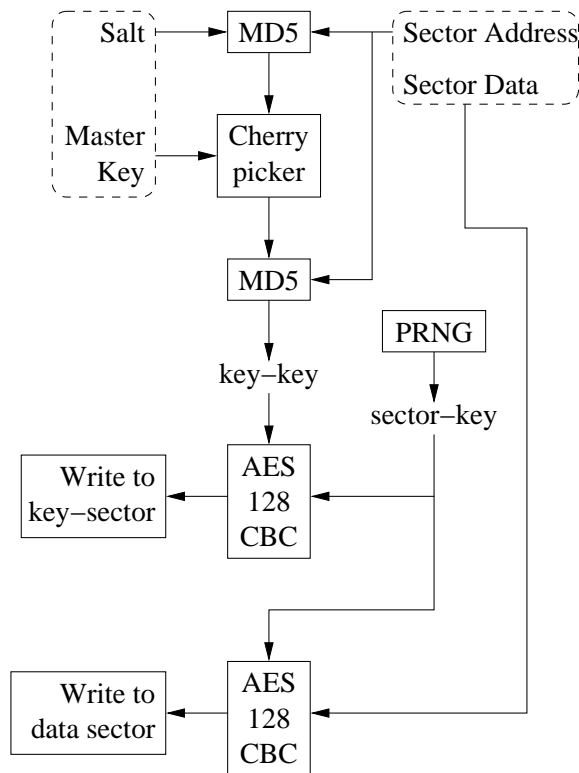 Salt
MD5
Sector Address
Sector Data
Master
Key
Cherry
picker
MD5
PRNG
key−key
sector−key
Write to
key−sector
AES
128
CBC
Write to
data sector
AES
128
CBC